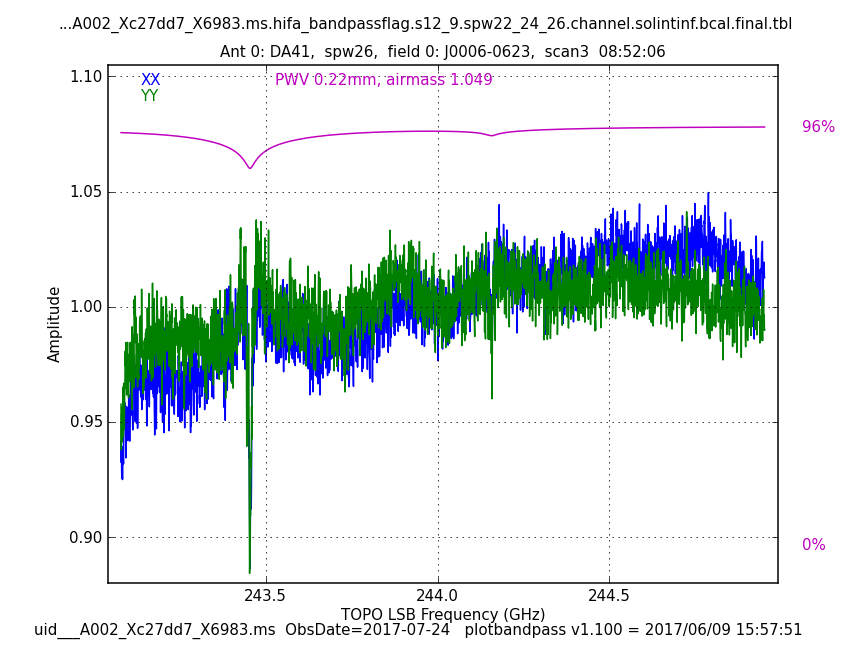 ...A002_Xc27dd7_X6983.ms.hifa_bandpassflag.s12_9.spw22_24_26.channel.solintinf.bcal.final.tbl
Ant 0: DA41,  spw26,  field 0: J0006-0623,  scan3  08:52:06
XX
YY
PWV 0.22mm, airmass 1.049
96%
0%
1.10
1.05
1.00
0.95
0.90
Amplitude
243.5
244.0
244.5
TOPO LSB Frequency (GHz)
uid___A002_Xc27dd7_X6983.ms  ObsDate=2017-07-24   plotbandpass v1.100 = 2017/06/09 15:57:51